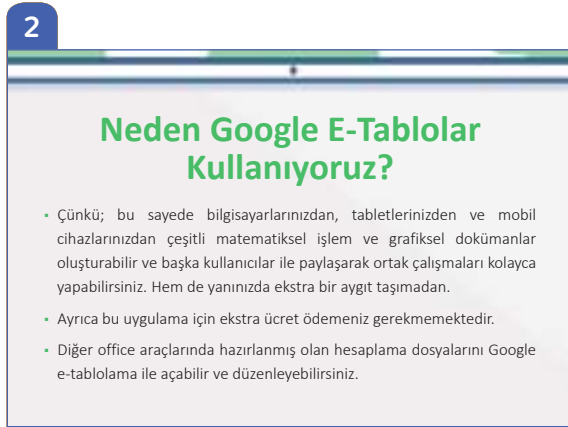 2
Neden Google E-Tablolar
Kullanıyoruz?
▪ Çünkü; bu sayede bilgisayarlarınızdan, tabletlerinizden ve mobil
cihazlarınızdan çeşitli matematiksel işlem ve grafiksel dokümanlar
oluşturabilir ve başka kullanıcılar ile paylaşarak ortak çalışmaları kolayca
yapabilirsiniz. Hem de yanınızda ekstra bir aygıt taşımadan.
▪ Ayrıca bu uygulama için ekstra ücret ödemeniz gerekmemektedir.
▪ Diğer office araçlarında hazırlanmış olan hesaplama dosyalarını Google
e-tablolama ile açabilir ve düzenleyebilirsiniz.